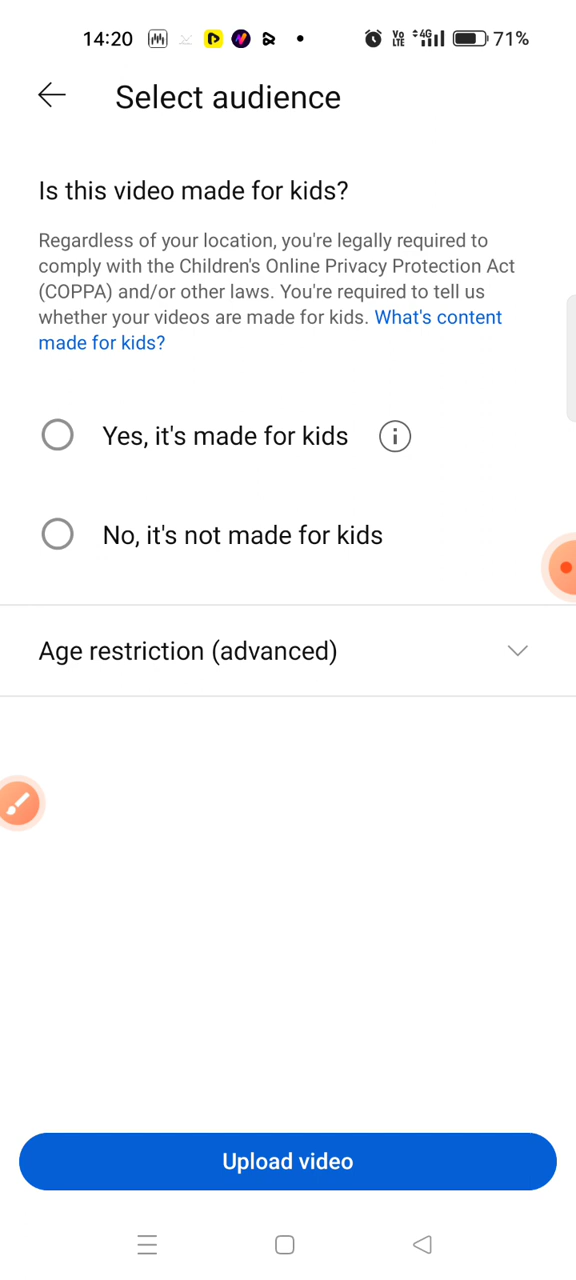 14:20 VO LTE 4G 71%
Select audience
Is this video made for kids?
Regardless of your location, you're legally required to
comply with the Children's Online Privacy Protection Act
(COPPA) and/or other laws. You're required to tell us
whether your videos are made for kids. What's content
made for kids?
Yes, it's made for kids
No, it's not made for kids
Age restriction (advanced)
Upload video